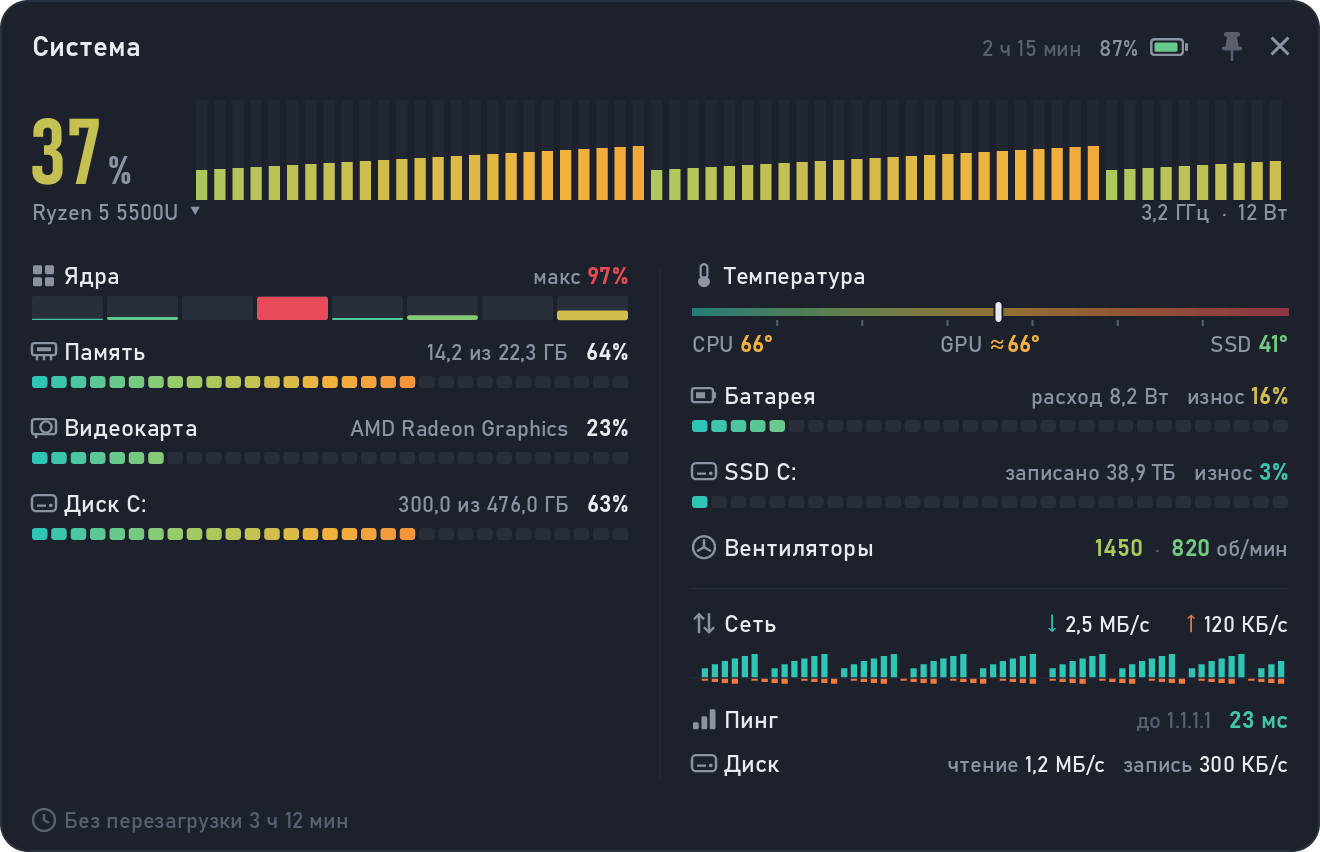 Система
2 ч 15 мин 87%
37 %
Ryzen 5 5500U ▼
3,2 ГГц · 12 Вт
Ядра макс 97%
Память 14,2 из 22,3 ГБ 64%
Видеокарта AMD Radeon Graphics 23%
Диск C: 300,0 из 476,0 ГБ 63%
Температура
CPU 66° GPU ≈66° SSD 41°
Батарея расход 8,2 Вт износ 16%
SSD C: записано 38,9 ТБ износ 3%
Вентиляторы 1450 · 820 об/мин
Сеть ↓ 2,5 МБ/с ↑ 120 КБ/с
Пинг до 1.1.1.1 23 мс
Диск чтение 1,2 МБ/с запись 300 КБ/с
Без перезагрузки 3 ч 12 мин